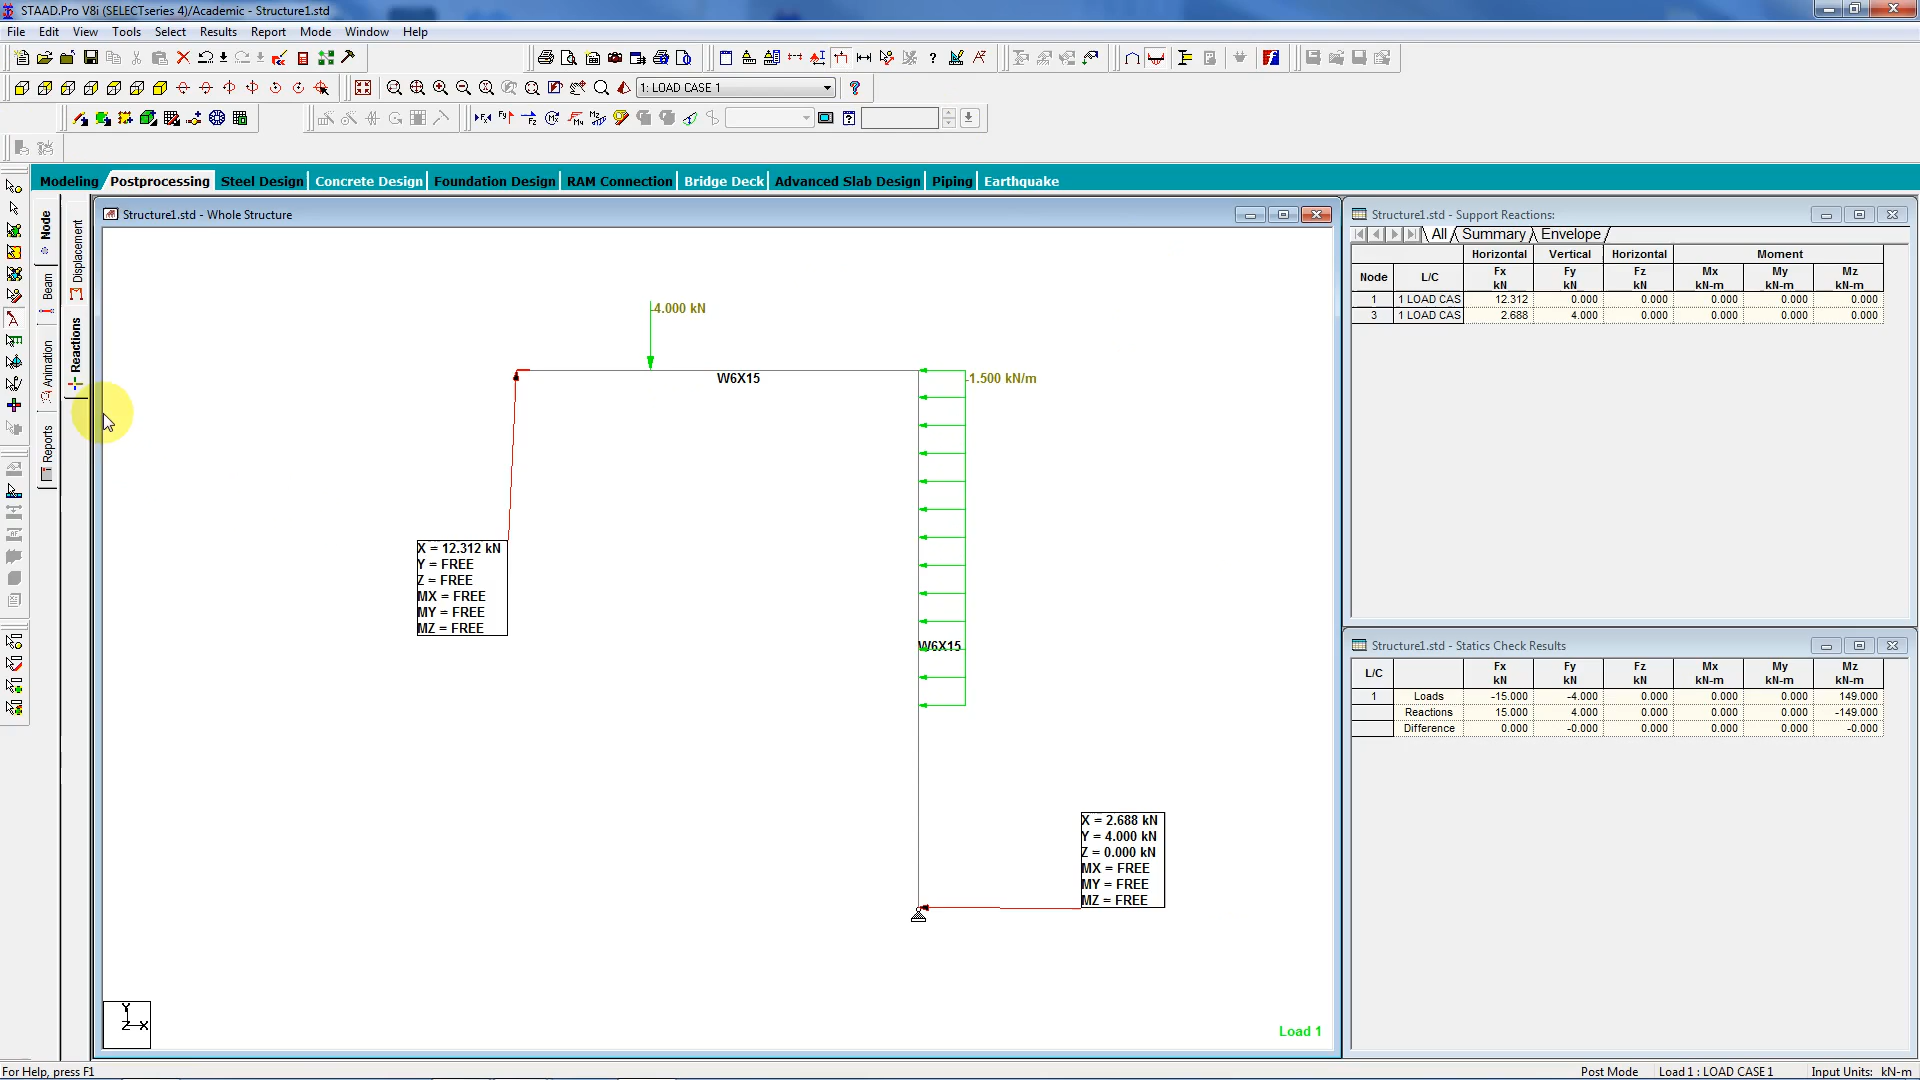 STAAD.Pro V8i (SELECTseries 4)/Academic - Structure1.std
File Edit View Tools Select Results Report Mode Window Help
1: LOAD CASE 1
Modeling Postprocessing Steel Design Concrete Design Foundation Design RAM Connection Bridge Deck Advanced Slab Design Piping Earthquake
Node
Beam
Animation
Reports
Displacement
Reactions
Structure1.std - Whole Structure
-4.000 kN
W6X15
-1.500 kN/m
X = 12.312 kN
Y = FREE
Z = FREE
MX = FREE
MY = FREE
MZ = FREE
W6X15
X = 2.688 kN
Y = 4.000 kN
Z = 0.000 kN
MX = FREE
MY = FREE
MZ = FREE
Y
Z X
Load 1
Structure1.std - Support Reactions:
All Summary Envelope
Horizontal Vertical Horizontal Moment
Node L/C Fx kN Fy kN Fz kN Mx kN-m My kN-m Mz kN-m
1 1 LOAD CAS 12.312 0.000 0.000 0.000 0.000 0.000
3 1 LOAD CAS 2.688 4.000 0.000 0.000 0.000 0.000
Structure1.std - Statics Check Results
L/C Fx kN Fy kN Fz kN Mx kN-m My kN-m Mz kN-m
1 Loads -15.000 -4.000 0.000 0.000 0.000 149.000
Reactions 15.000 4.000 0.000 0.000 0.000 -149.000
Difference 0.000 -0.000 0.000 0.000 0.000 -0.000
For Help, press F1
Post Mode Load 1 : LOAD CASE 1 Input Units: kN-m